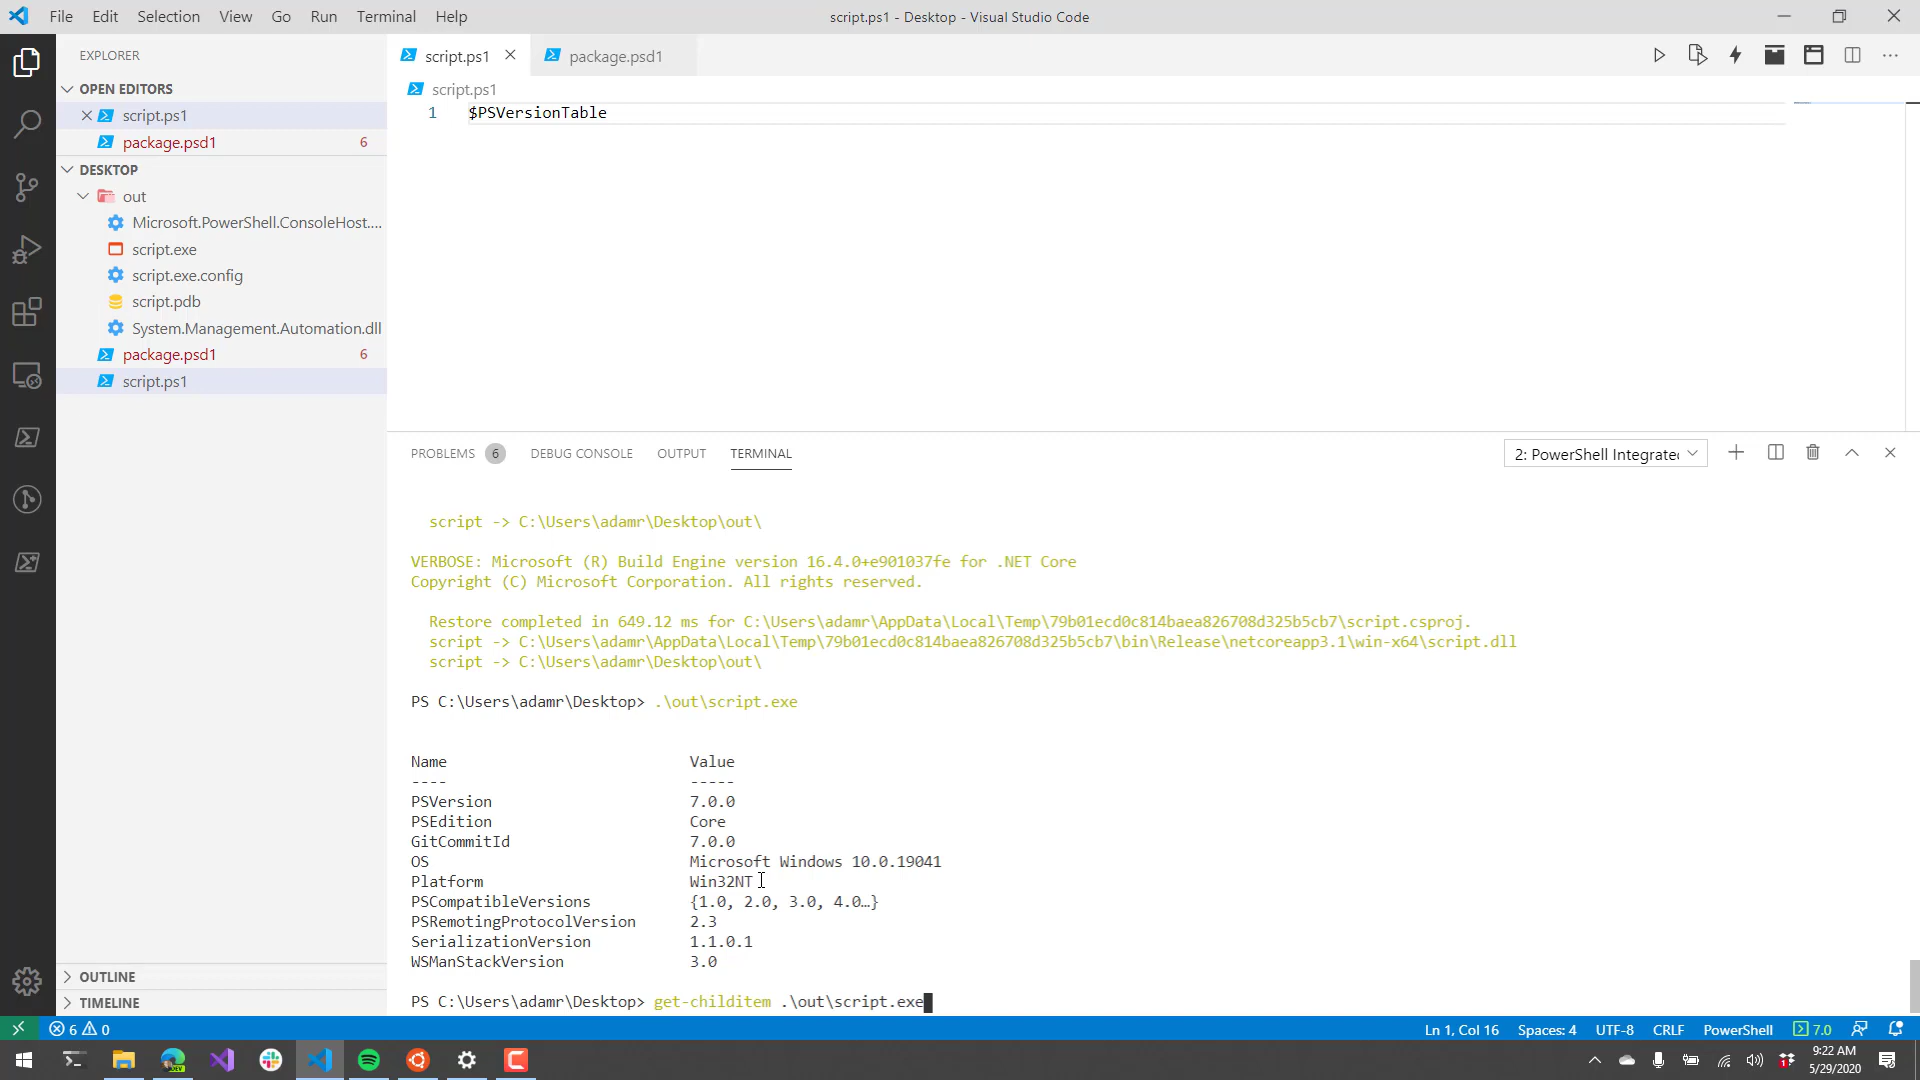 File Edit Selection View Go Run Terminal Help
script.ps1 - Desktop - Visual Studio Code
EXPLORER
OPEN EDITORS
script.ps1
package.psd1 6
DESKTOP
out
Microsoft.PowerShell.ConsoleHost....
script.exe
script.exe.config
script.pdb
System.Management.Automation.dll
package.psd1 6
script.ps1
OUTLINE
TIMELINE
script.ps1 package.psd1
script.ps1
1 $PSVersionTable
PROBLEMS 6 DEBUG CONSOLE OUTPUT TERMINAL
2: PowerShell Integrated
script -> C:\Users\adamr\Desktop\out\
VERBOSE: Microsoft (R) Build Engine version 16.4.0+e901037fe for .NET Core
Copyright (C) Microsoft Corporation. All rights reserved.
Restore completed in 649.12 ms for C:\Users\adamr\AppData\Local\Temp\79b01ecd0c814baea826708d325b5cb7\script.csproj.
script -> C:\Users\adamr\AppData\Local\Temp\79b01ecd0c814baea826708d325b5cb7\bin\Release\netcoreapp3.1\win-x64\script.dll
script -> C:\Users\adamr\Desktop\out\
PS C:\Users\adamr\Desktop> .\out\script.exe
Name Value
---- -----
PSVersion 7.0.0
PSEdition Core
GitCommitId 7.0.0
OS Microsoft Windows 10.0.19041
Platform Win32NT
PSCompatibleVersions {1.0, 2.0, 3.0, 4.0…}
PSRemotingProtocolVersion 2.3
SerializationVersion 1.1.0.1
WSManStackVersion 3.0
PS C:\Users\adamr\Desktop> get-childitem .\out\script.exe
6 0
Ln 1, Col 16 Spaces: 4 UTF-8 CRLF PowerShell 7.0
9:22 AM
5/29/2020